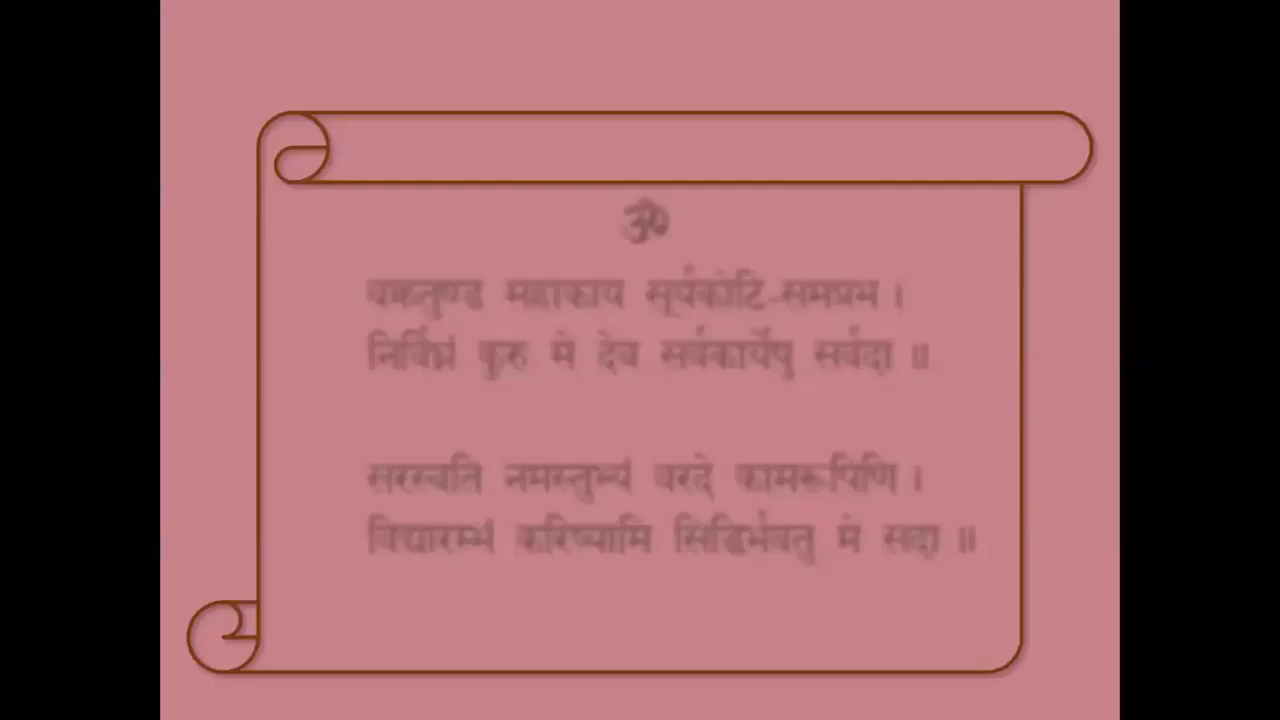 ॐ
वक्रतुण्ड महाकाय सूर्यकोटि-समप्रभ ।
निर्विघ्नं कुरु मे देव सर्वकार्येषु सर्वदा ॥
सरस्वति नमस्तुभ्यं वरदे कामरूपिणि ।
विद्यारम्भं करिष्यामि सिद्धिर्भवतु मे सदा ॥